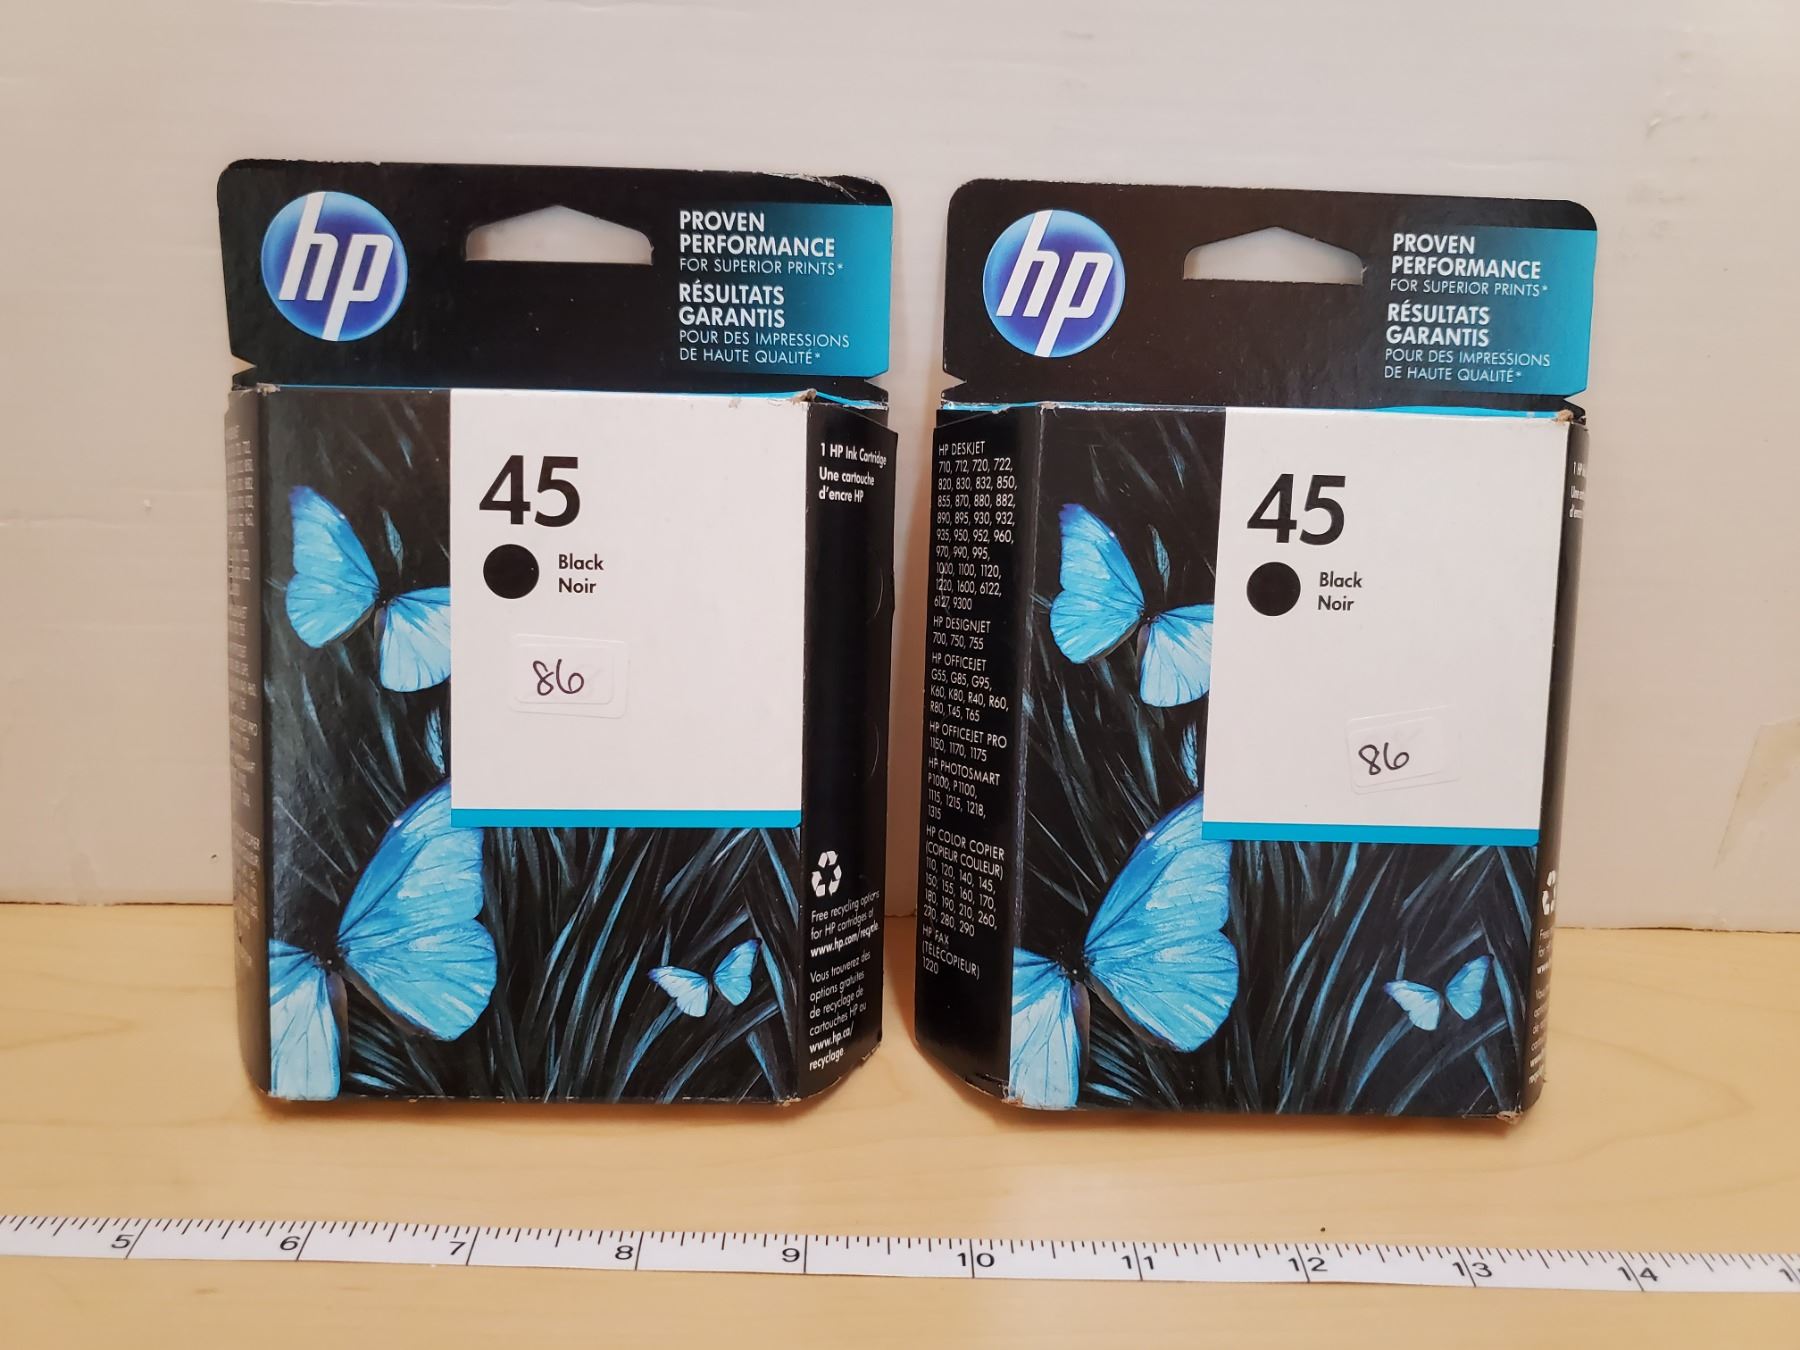 hp
PROVEN
PERFORMANCE
FOR SUPERIOR PRINTS*
RÉSULTATS
GARANTIS
POUR DES IMPRESSIONS
DE HAUTE QUALITÉ*
45
Black
Noir
86
1 HP Ink Cartridge
Une cartouche
d'encre HP
Free recycling options
for HP cartridges at
www.hp.com/recycle
Vous trouverez des
options gratuites
de recyclage de
cartouches HP au
www.hp.ca/
recyclage
hp
PROVEN
PERFORMANCE
FOR SUPERIOR PRINTS*
RÉSULTATS
GARANTIS
POUR DES IMPRESSIONS
DE HAUTE QUALITÉ*
HP DESKJET
710, 712, 720, 722,
820, 830, 832, 850,
855, 870, 880, 882,
890, 895, 930, 932,
935, 950, 952, 960,
970, 990, 995,
1000, 1100, 1120,
1220, 1600, 6122,
6127, 9300
HP DESIGNJET
700, 750, 755
HP OFFICEJET
G55, G85, G95,
K60, K80, R40, R60,
R80, T45, T65
HP OFFICEJET PRO
1150, 1170, 1175
HP PHOTOSMART
P1000, P1100,
1115, 1215, 1218,
1315
HP COLOR COPIER
(COPIEUR COULEUR)
110, 120, 140, 145,
150, 155, 160, 170,
180, 190, 210, 260,
270, 280, 290
HP FAX
(TÉLÉCOPIEUR)
1220
45
Black
Noir
86
5 6 7 8 9 10 11 12 13 14